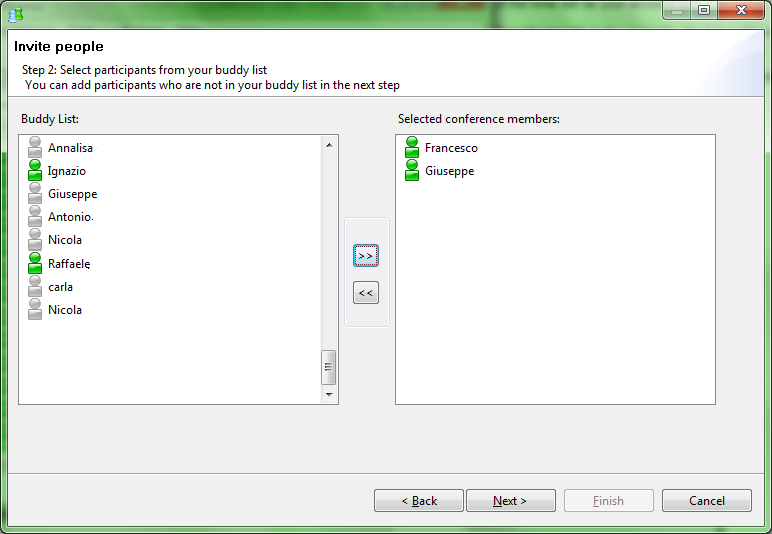 Invite people
Step 2: Select participants from your buddy list
You can add participants who are not in your buddy list in the next step
Buddy List:
Annalisa
Ignazio
Giuseppe
Antonio
Nicola
Raffaele
carla
Nicola
>>
<<
Selected conference members:
Francesco
Giuseppe
< Back
Next >
Finish
Cancel